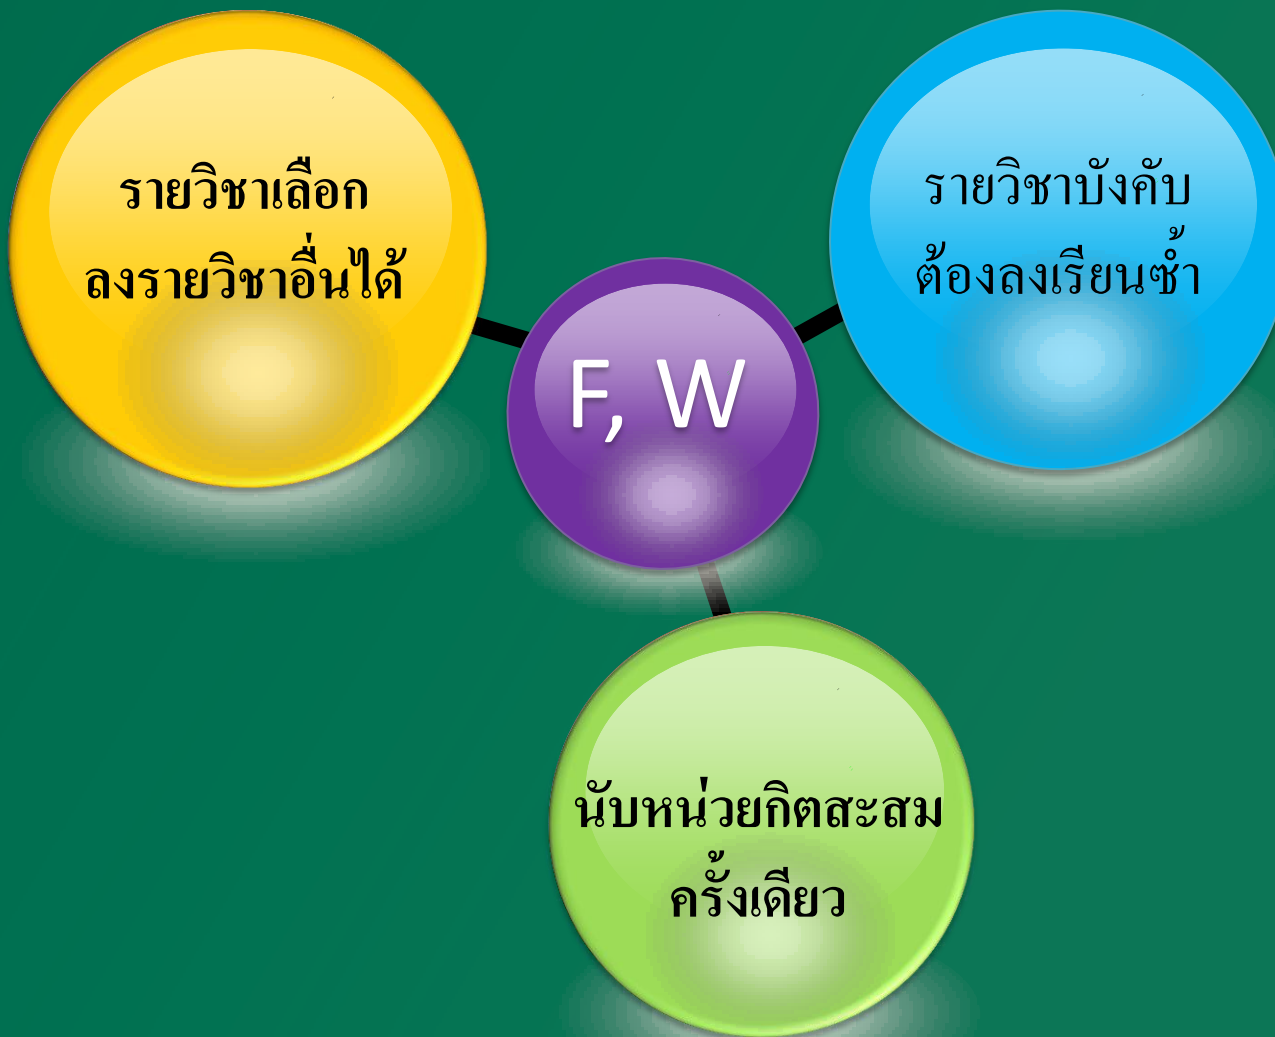 รายวิชาเลือก
ลงรายวิชาอื่นได้
รายวิชาบังคับ
ต้องลงเรียนซ้ำ
F, W
นับหน่วยกิตสะสม
ครั้งเดียว